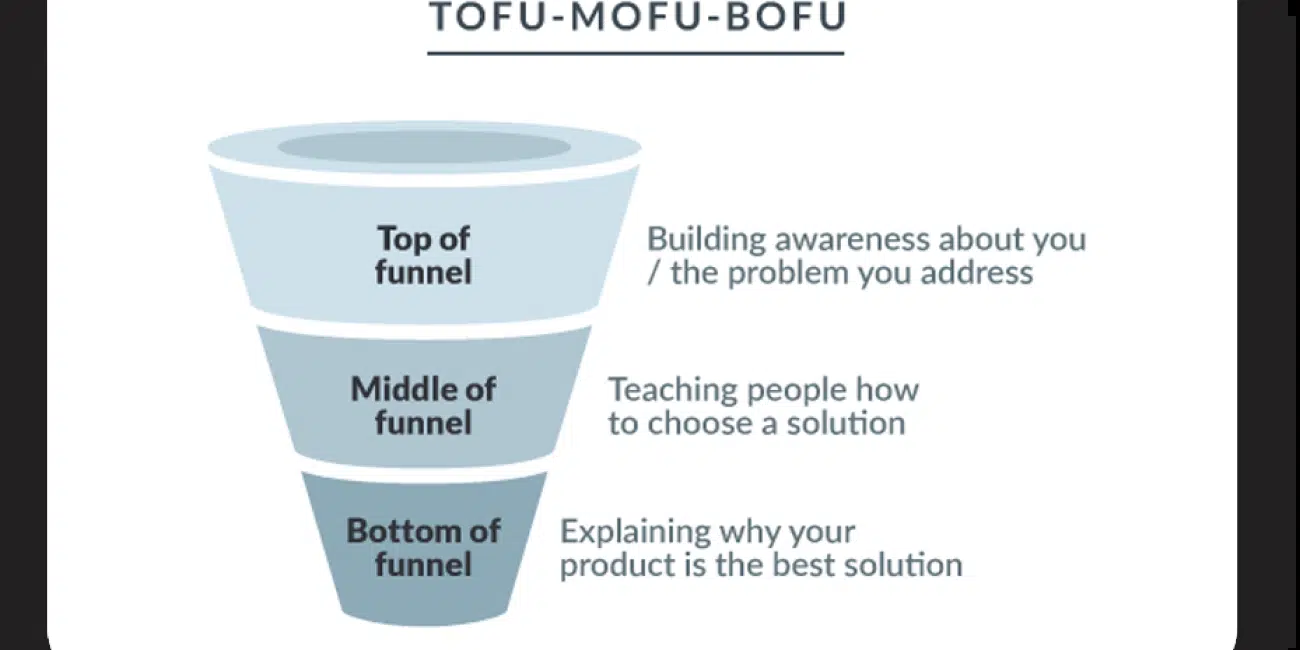 TOFU-MOFU-BOFU
Top of
funnel
Building awareness about you
/ the problem you address
Middle of
funnel
Teaching people how
to choose a solution
Bottom of
funnel
Explaining why your
product is the best solution